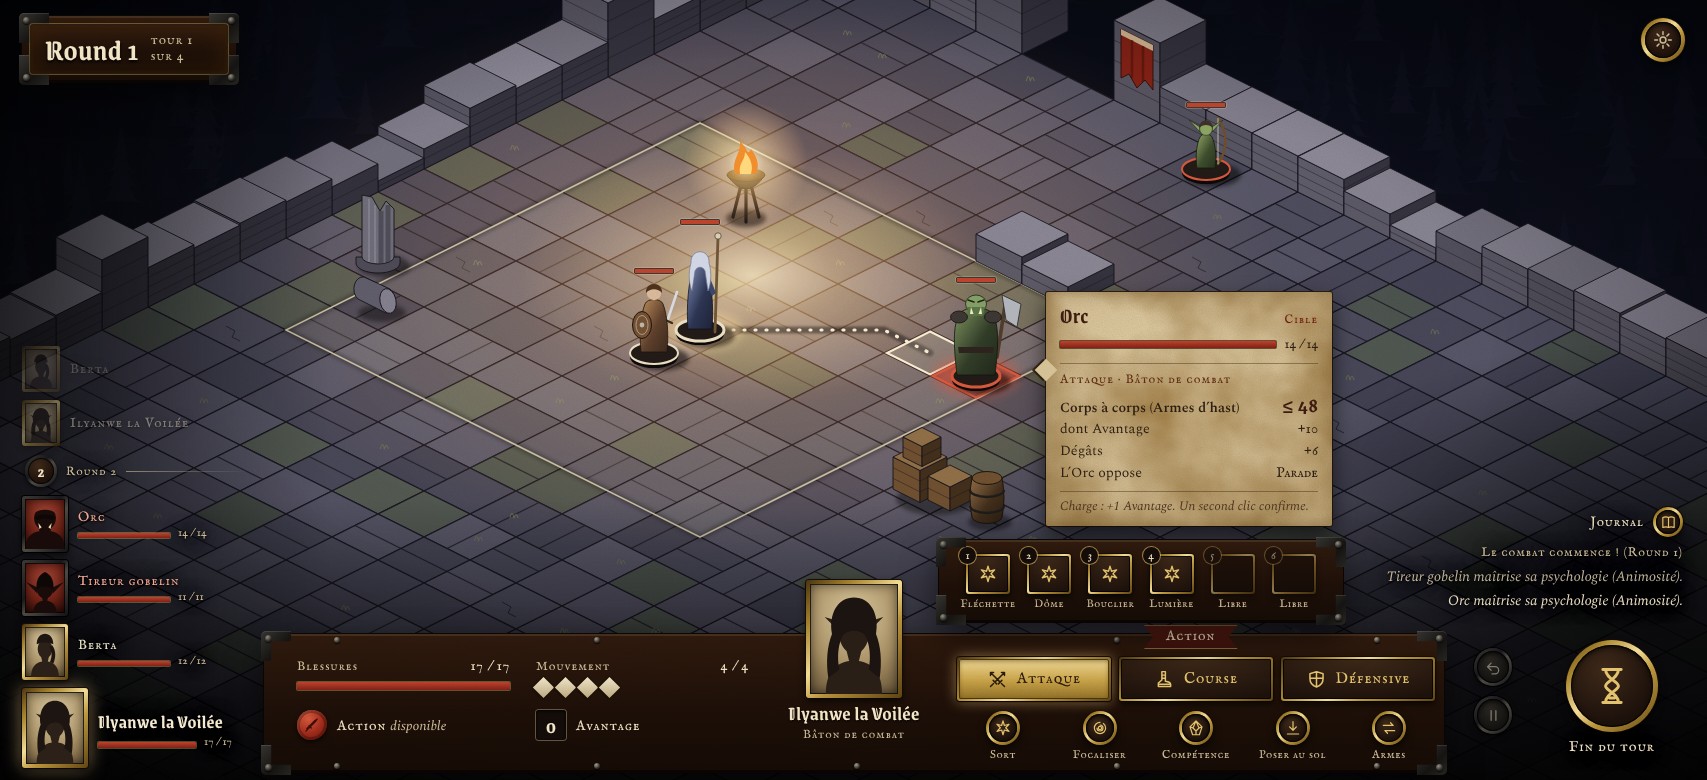 Round 1
TOUR 1
SUR 4
Orc
CIBLE
14/14
ATTAQUE · BÂTON DE COMBAT
Corps à corps (Armes d'hast) ≤ 48
dont Avantage +10
Dégâts +6
L'Orc oppose PARADE
Charge : +1 Avantage. Un second clic confirme.
BERTA
ILYANWE LA VOILÉE
2 ROUND 2
ORC
14/14
TIREUR GOBELIN
11/11
BERTA
12/12
Ilyanwe la Voilée
17/17
BLESSURES 17/17
MOUVEMENT 4/4
ACTION disponible
0 AVANTAGE
Ilyanwe la Voilée
BÂTON DE COMBAT
1 2 3 4 5 6
FLÉCHETTE DÔME BOUCLIER LUMIÈRE LIBRE LIBRE
ACTION
ATTAQUE COURSE DÉFENSIVE
SORT FOCALISER COMPÉTENCE POSER AU SOL ARMES
JOURNAL
LE COMBAT COMMENCE ! (ROUND 1)
Tireur gobelin maîtrise sa psychologie (Animosité).
Orc maîtrise sa psychologie (Animosité).
FIN DU TOUR